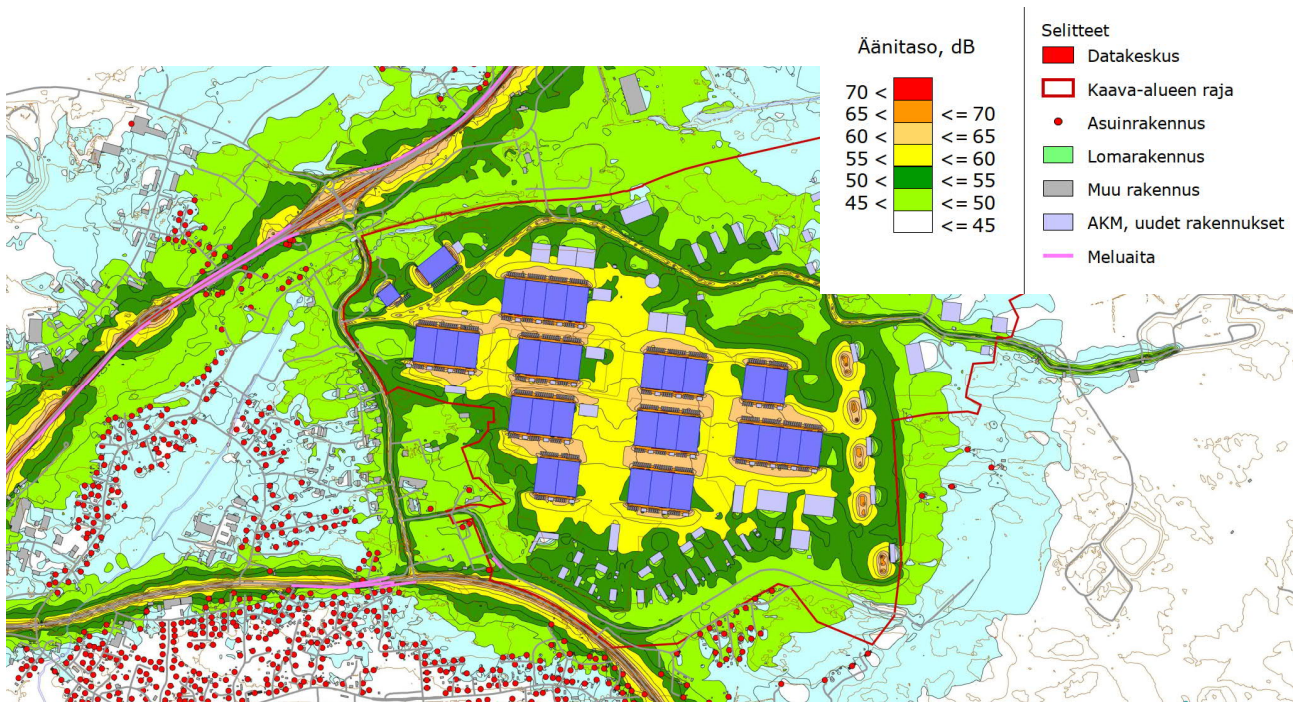 Äänitaso, dB
70 <
65 < <= 70
60 < <= 65
55 < <= 60
50 < <= 55
45 < <= 50
<= 45
Selitteet
Datakeskus
Kaava-alueen raja
Asuinrakennus
Lomarakennus
Muu rakennus
AKM, uudet rakennukset
Meluaita